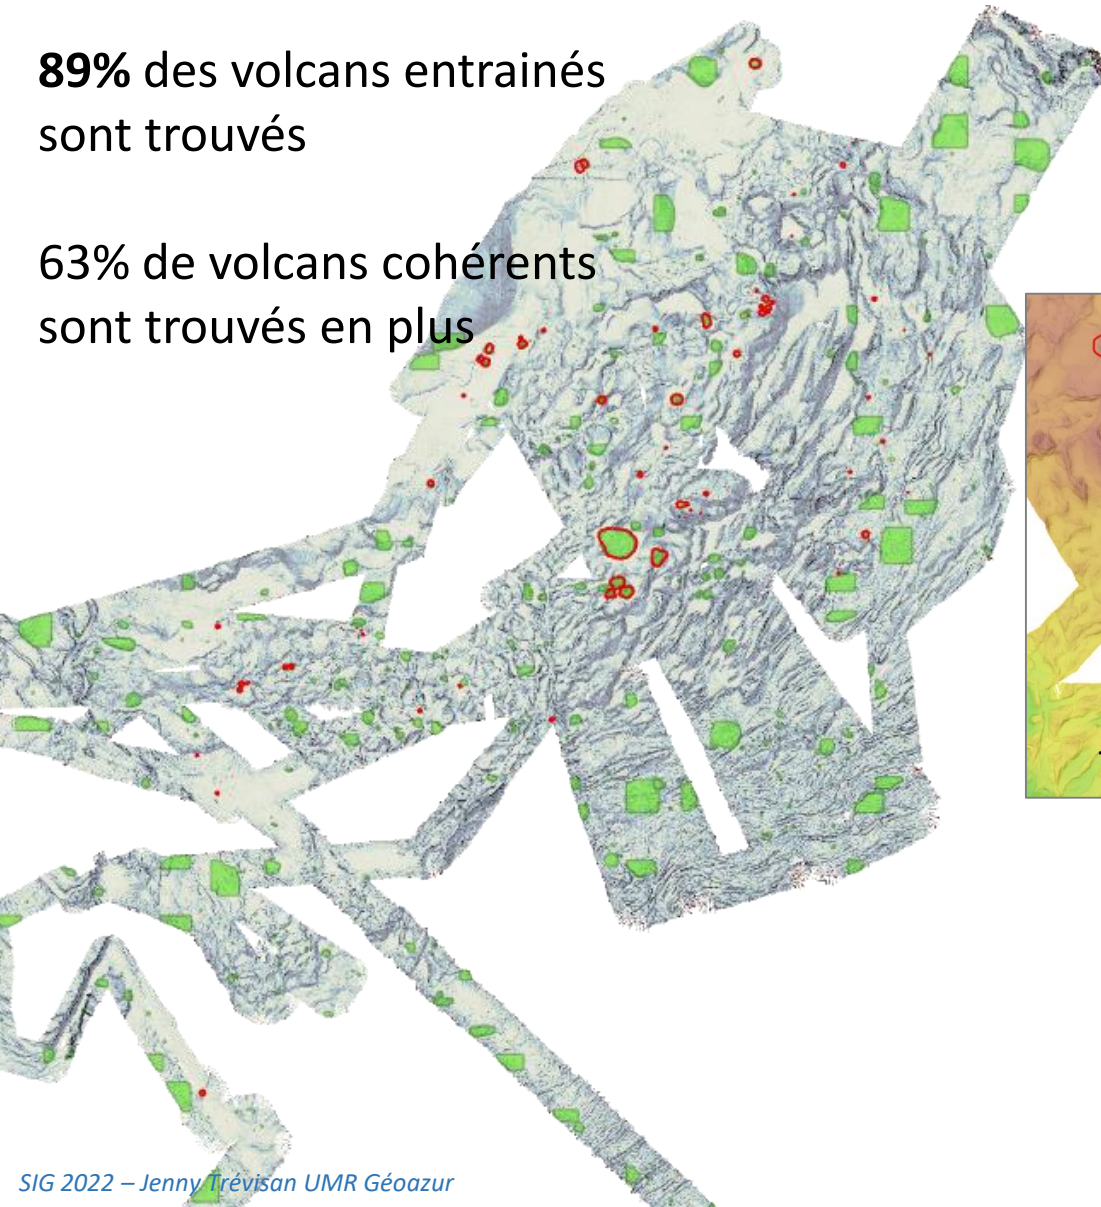 89% des volcans entrainés
sont trouvés
63% de volcans cohérents
sont trouvés en plus
SIG 2022 – Jenny Trévisan UMR Géoazur